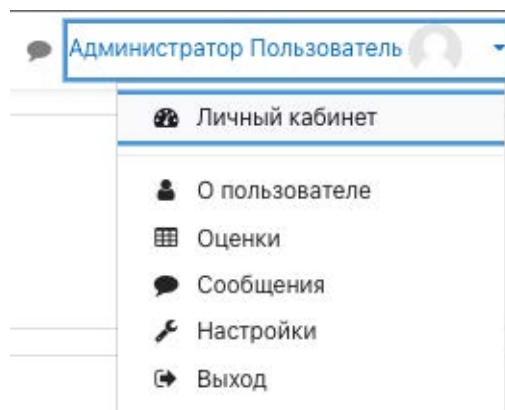 Администратор Пользователь
Личный кабинет
О пользователе
Оценки
Сообщения
Настройки
Выход